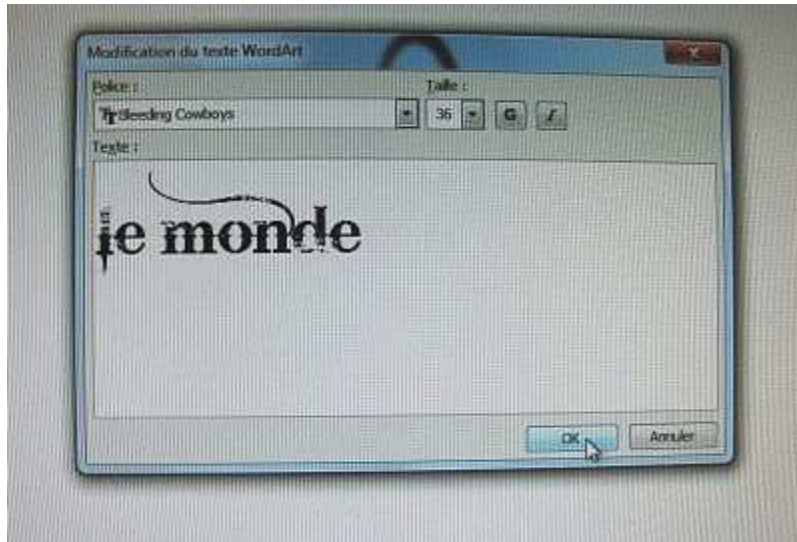 Modification du texte WordArt
Police :
Taille :
Bleeding Cowboys
36
G
I
Texte :
le monde
OK
Annuler